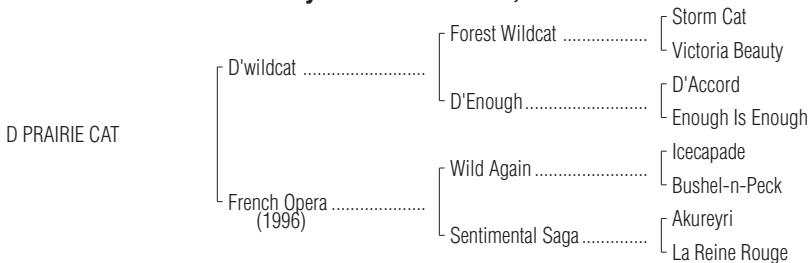 Storm Cat
Forest Wildcat ..................
Victoria Beauty
D'wildcat ..........................
D'Accord
D'Enough..........................
Enough Is Enough
D PRAIRIE CAT
Icecapade
Wild Again ........................
Bushel-n-Peck
French Opera ....................
(1996)
Akureyri
Sentimental Saga..............
La Reine Rouge